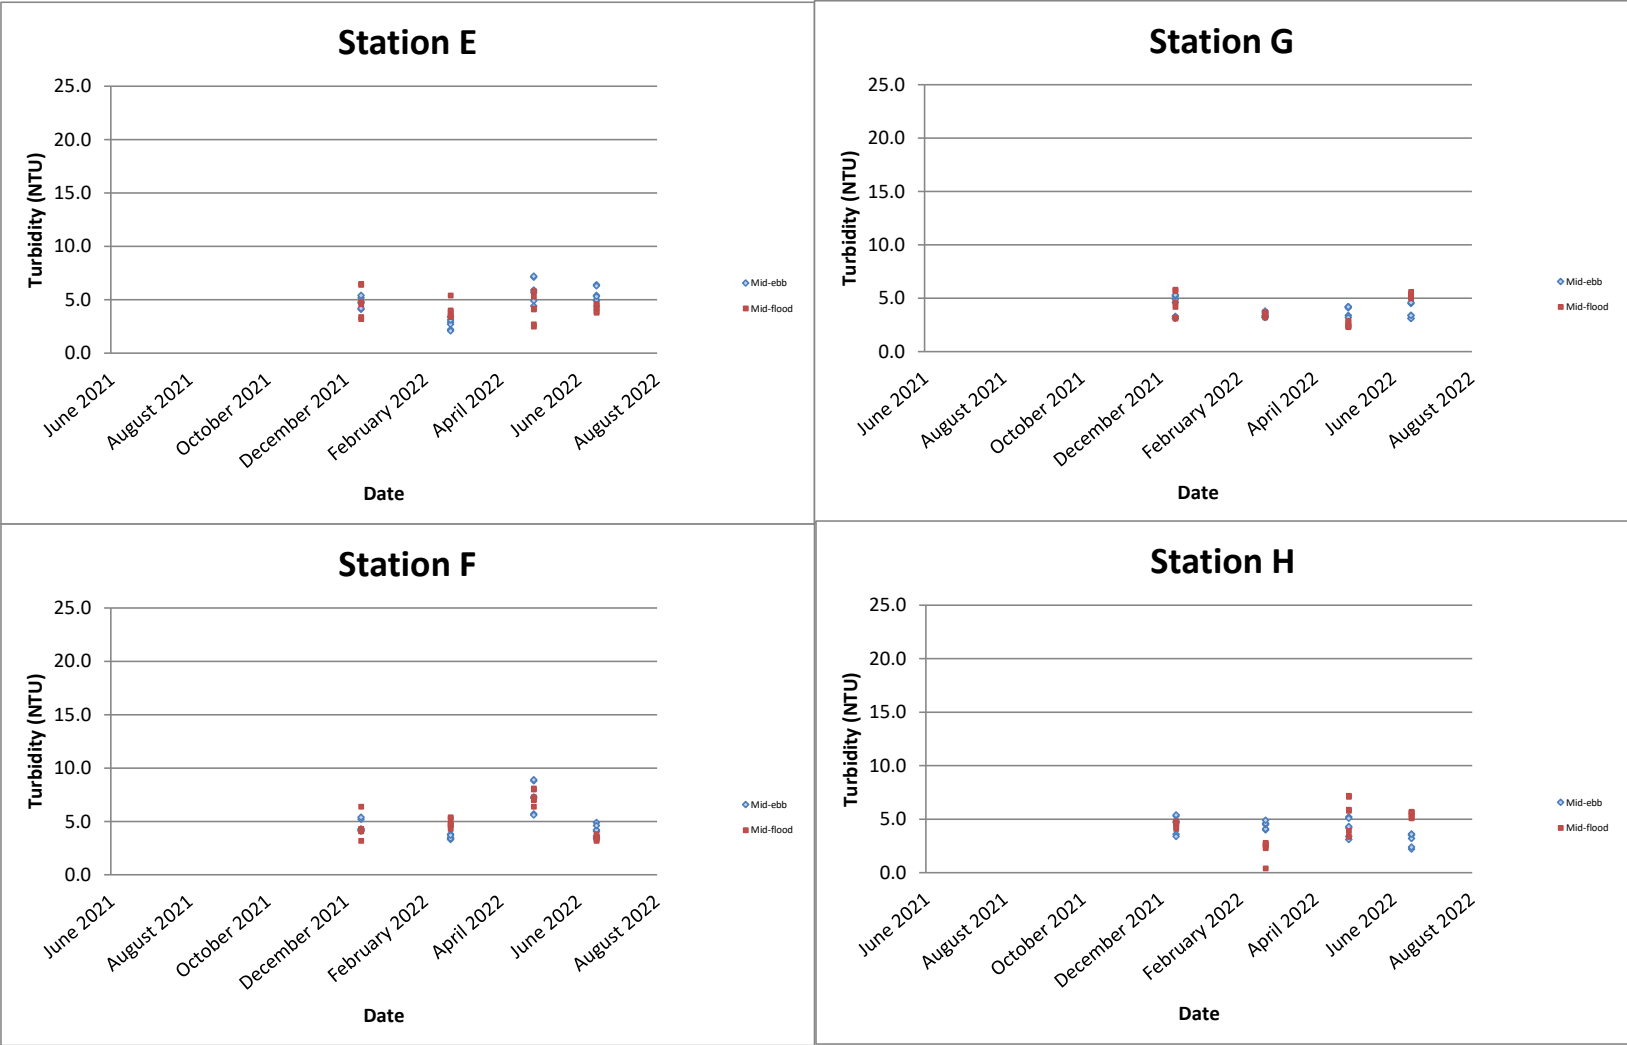 Station E
25.0
20.0
15.0
10.0
5.0
0.0
Turbidity (NTU)
June 2021
August 2021
October 2021
December 2021
February 2022
April 2022
June 2022
August 2022
Date
Mid-ebb
Mid-flood
Station G
25.0
20.0
15.0
10.0
5.0
0.0
Turbidity (NTU)
June 2021
August 2021
October 2021
December 2021
February 2022
April 2022
June 2022
August 2022
Date
Mid-ebb
Mid-flood
Station F
25.0
20.0
15.0
10.0
5.0
0.0
Turbidity (NTU)
June 2021
August 2021
October 2021
December 2021
February 2022
April 2022
June 2022
August 2022
Date
Mid-ebb
Mid-flood
Station H
25.0
20.0
15.0
10.0
5.0
0.0
Turbidity (NTU)
June 2021
August 2021
October 2021
December 2021
February 2022
April 2022
June 2022
August 2022
Date
Mid-ebb
Mid-flood